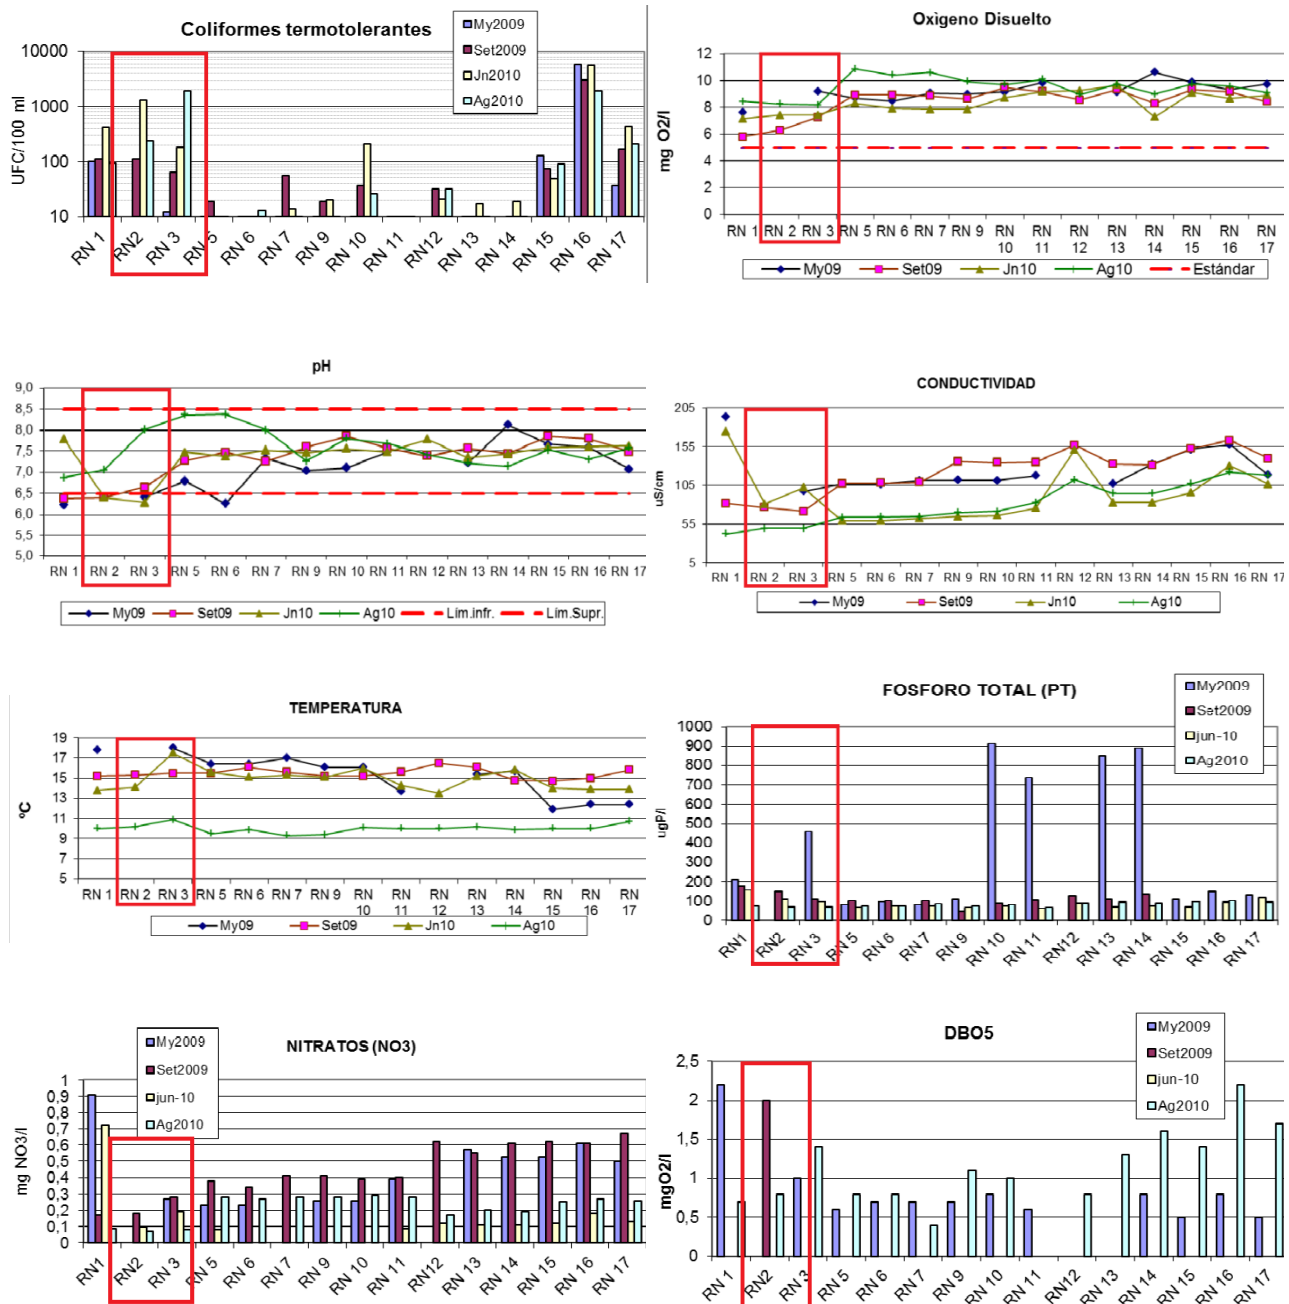 Coliformes termotolerantes
My2009
Set2009
Jn2010
Ag2010
UFC/100 ml
10000
1000
100
10
RN 1
RN2
RN 3
RN 5
RN 6
RN 7
RN 9
RN 10
RN 11
RN12
RN 13
RN 14
RN 15
RN 16
RN 17
Oxìgeno Disuelto
mg O2/l
12
10
8
6
4
2
0
RN 1
RN 2
RN 3
RN 5
RN 6
RN 7
RN 9
RN 10
RN 11
RN 12
RN 13
RN 14
RN 15
RN 16
RN 17
My09 Set09 Jn10 Ag10 Estándar
pH
9,0
8,5
8,0
7,5
7,0
6,5
6,0
5,5
5,0
RN 1 RN 2 RN 3 RN 5 RN 6 RN 7 RN 9 RN 10 RN 11 RN 12 RN 13 RN 14 RN 15 RN 16 RN 17
My09 Set09 Jn10 Ag10 Lím.infr. Lím.Supr.
CONDUCTIVIDAD
uS/cm
205
155
105
55
5
RN 1
RN 2 RN 3 RN 5 RN 6 RN 7 RN 9 RN 10 RN 11 RN 12 RN 13 RN 14 RN 15 RN 16 RN 17
My09 Set09 Jn10 Ag10
TEMPERATURA
ºC
19
17
15
13
11
9
7
5
RN 1 RN 2 RN 3 RN 5 RN 6 RN 7 RN 9 RN 10 RN 11 RN 12 RN 13 RN 14 RN 15 RN 16 RN 17
My09 Set09 Jn10 Ag10
FOSFORO TOTAL (PT)
My2009
Set2009
jun-10
Ag2010
ugP/l
1000
900
800
700
600
500
400
300
200
100
0
RN1
RN2
RN 3
RN 5
RN 6
RN 7
RN 9
RN 10
RN 11
RN12
RN 13
RN 14
RN 15
RN 16
RN 17
NITRATOS (NO3)
My2009
Set2009
jun-10
Ag2010
mg NO3/l
1
0,9
0,8
0,7
0,6
0,5
0,4
0,3
0,2
0,1
0
RN1
RN2
RN 3
RN 5
RN 6
RN 7
RN 9
RN 10
RN 11
RN12
RN 13
RN 14
RN 15
RN 16
RN 17
DBO5
My2009
Set2009
jun-10
Ag2010
mgO2/l
2,5
2
1,5
1
0,5
0
RN 1
RN2
RN 3
RN 5
RN 6
RN 7
RN 9
RN 10
RN 11
RN12
RN 13
RN 14
RN 15
RN 16
RN 17